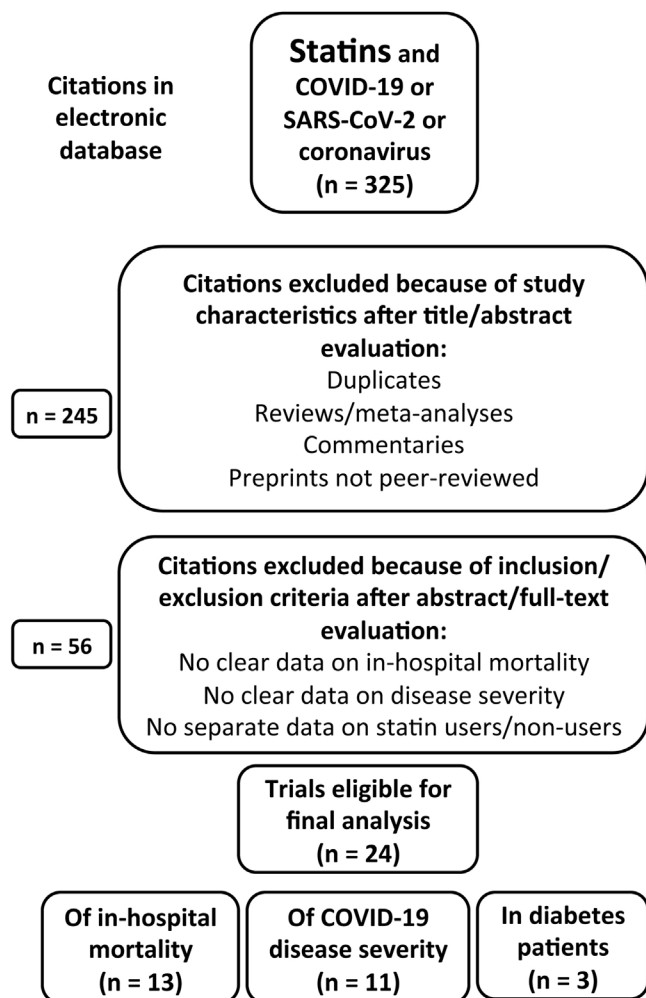 Citations in
electronic
database
Statins and
COVID-19 or
SARS-CoV-2 or
coronavirus
(n = 325)
n = 245
Citations excluded because of study
characteristics after title/abstract
evaluation:
Duplicates
Reviews/meta-analyses
Commentaries
Preprints not peer-reviewed
n = 56
Citations excluded because of inclusion/
exclusion criteria after abstract/full-text
evaluation:
No clear data on in-hospital mortality
No clear data on disease severity
No separate data on statin users/non-users
Trials eligible for
final analysis
(n = 24)
Of in-hospital
mortality
(n = 13)
Of COVID-19
disease severity
(n = 11)
In diabetes
patients
(n = 3)